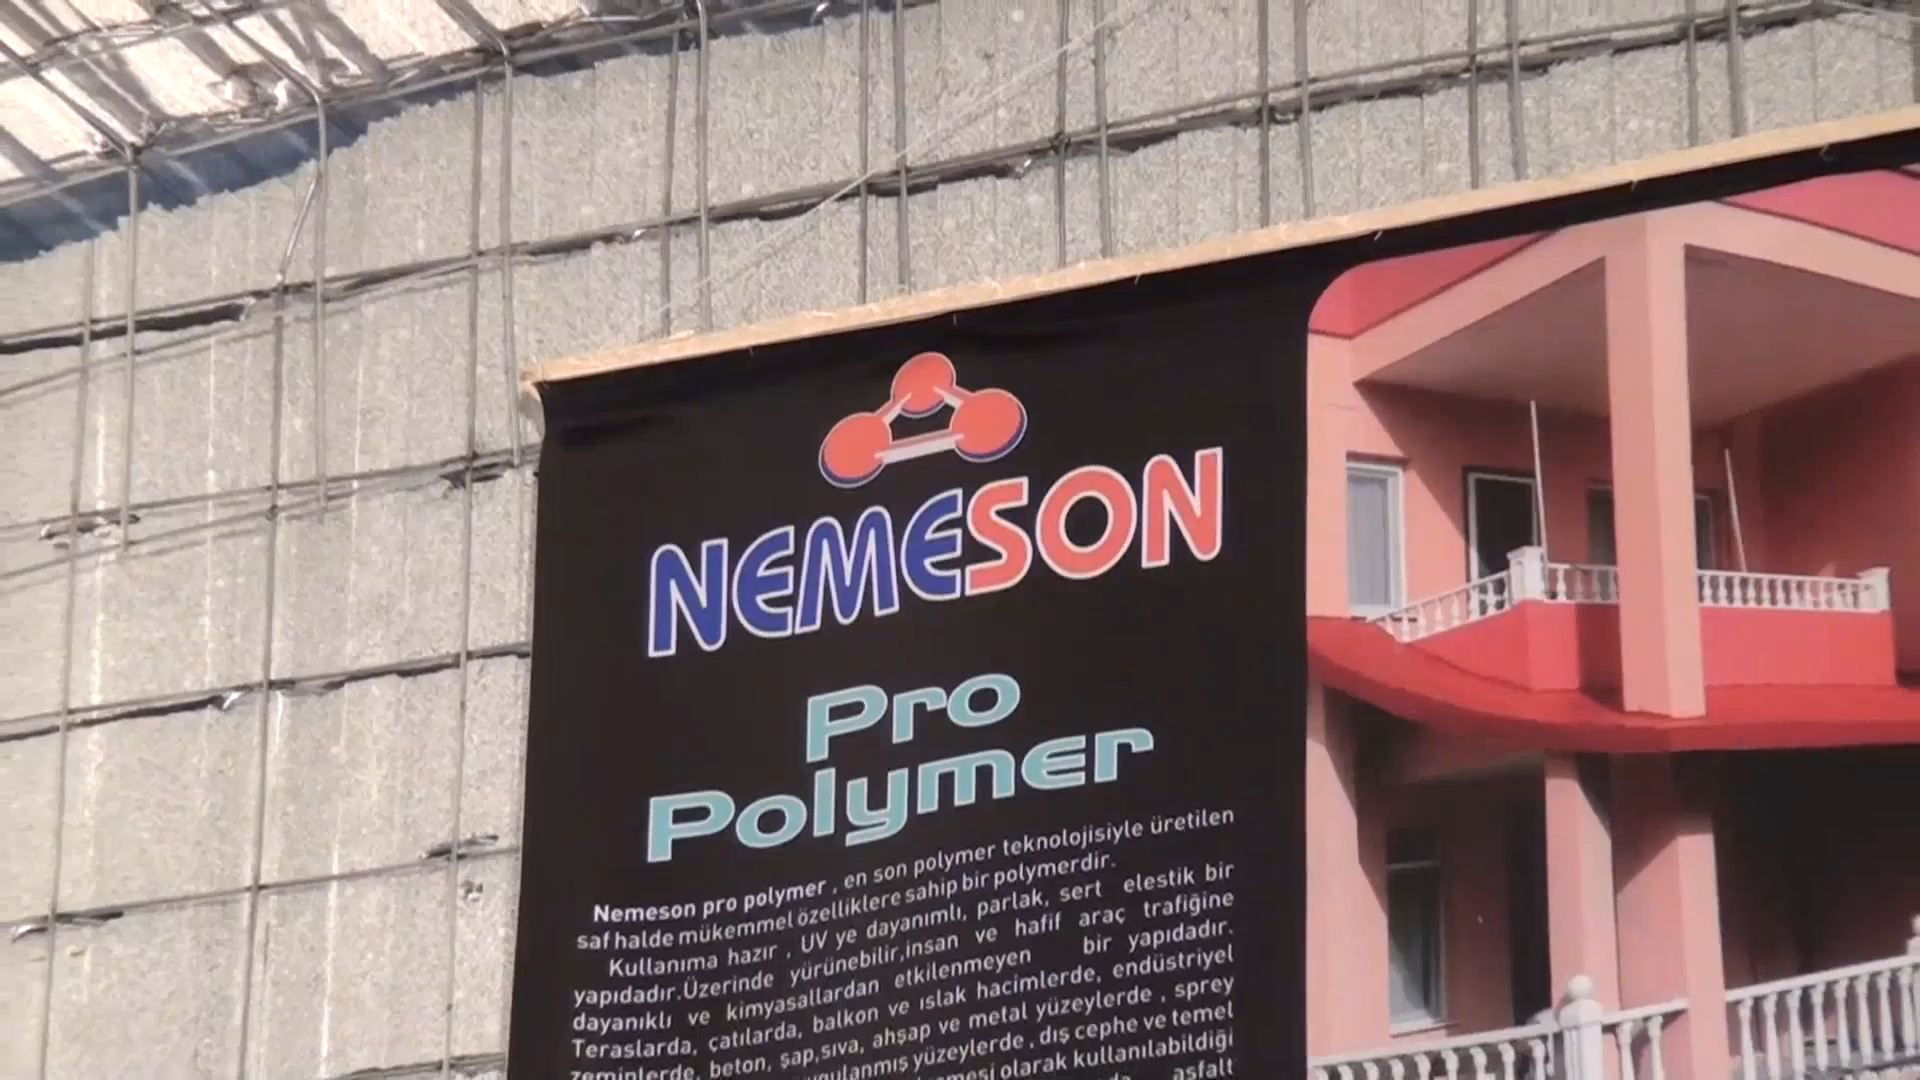 NEMESON
Pro
Polymer
Nemeson pro polymer , en son polymer teknolojisiyle üretilen
saf halde mükemmel özelliklere sahip bir polymerdir.
Kullanıma hazır , UV ye dayanımlı, parlak, sert elestik bir
yapıdadır.Üzerinde yürünebilir,insan ve hafif araç trafiğine
dayanıklı ve kimyasallardan etkilenmeyen bir yapıdadır.
Teraslarda, çatılarda, balkon ve ıslak hacimlerde, endüstriyel
zeminlerde, beton, şap,sıva, ahşap ve metal yüzeylerde , sprey
yüzeylerde , dış cephe ve temel
olarak kullanılabildiği
asfalt